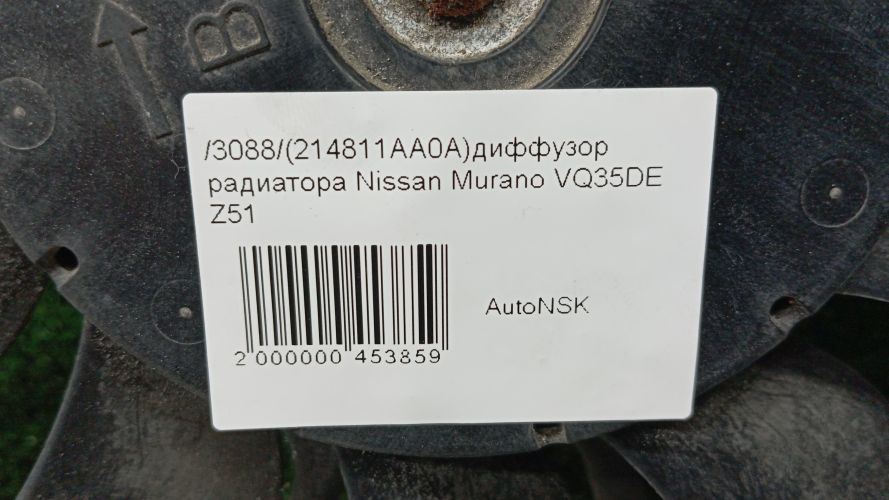 B
/3088/(214811AA0A)диффузор
радиатора Nissan Murano VQ35DE
Z51
AutoNSK
2 000000 453859